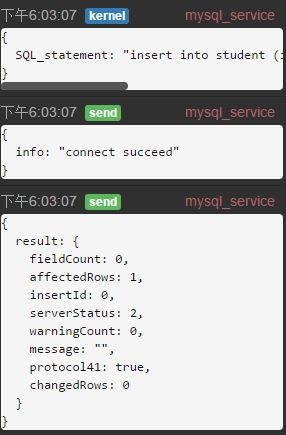 下午6:03:07 kernel mysql_service
{
SQL_statement: "insert into student (
}
下午6:03:07 send mysql_service
{
info: "connect succeed"
}
下午6:03:07 send mysql_service
{
result: {
fieldCount: 0,
affectedRows: 1,
insertId: 0,
serverStatus: 2,
warningCount: 0,
message: "",
protocol41: true,
changedRows: 0
}
}